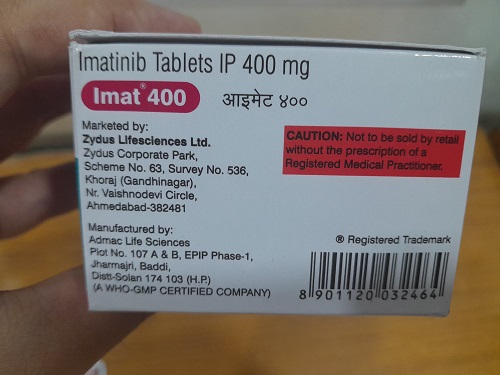 Imatinib Tablets IP 400 mg
Imat® 400 आइमेट ४००
Marketed by:
Zydus Lifesciences Ltd.
Zydus Corporate Park,
Scheme No. 63, Survey No. 536,
Khoraj (Gandhinagar),
Nr. Vaishnodevi Circle,
Ahmedabad-382481
CAUTION: Not to be sold by retail
without the prescription of a
Registered Medical Practitioner.
Manufactured by:
Admac Life Sciences
Plot No. 107 A & B, EPIP Phase-1,
Jharmajri, Baddi,
Distt-Solan 174 103 (H.P.)
(A WHO-GMP CERTIFIED COMPANY)
® Registered Trademark
8 901120 032464